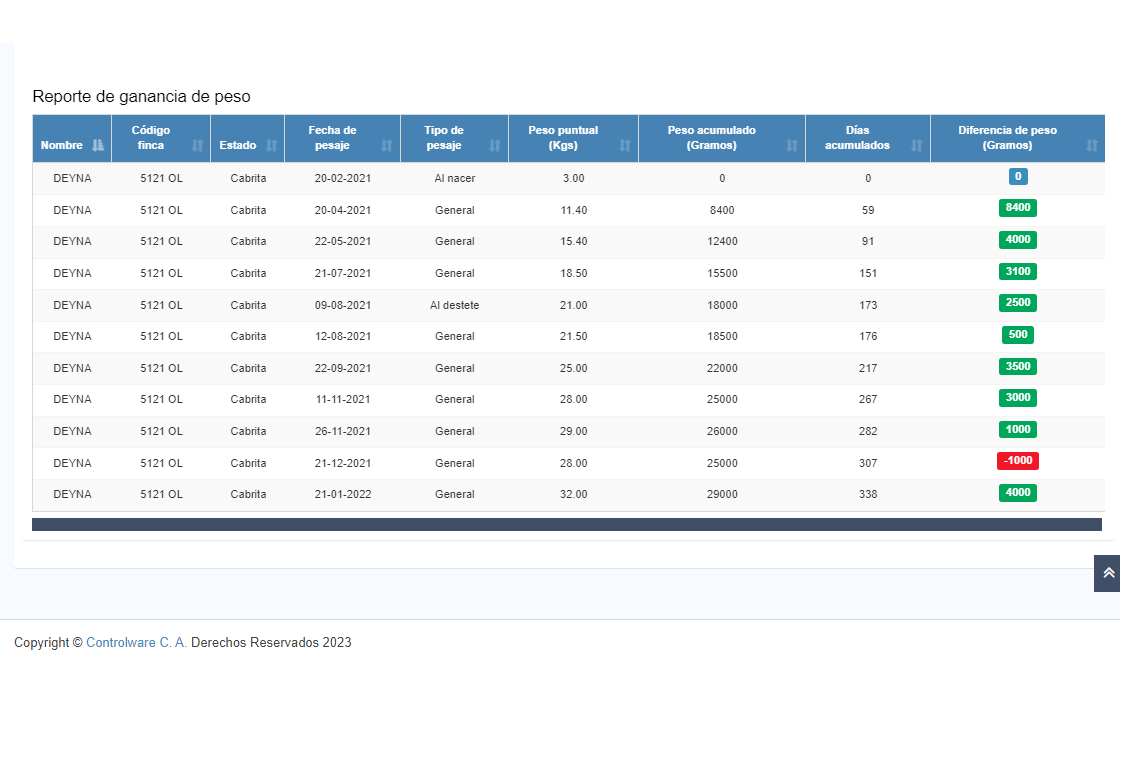 Reporte de ganancia de peso
Nombre Código finca Estado Fecha de pesaje Tipo de pesaje Peso puntual (Kgs) Peso acumulado (Gramos) Días acumulados Diferencia de peso (Gramos)
DEYNA 5121 OL Cabrita 20-02-2021 Al nacer 3.00 0 0 0
DEYNA 5121 OL Cabrita 20-04-2021 General 11.40 8400 59 8400
DEYNA 5121 OL Cabrita 22-05-2021 General 15.40 12400 91 4000
DEYNA 5121 OL Cabrita 21-07-2021 General 18.50 15500 151 3100
DEYNA 5121 OL Cabrita 09-08-2021 Al destete 21.00 18000 173 2500
DEYNA 5121 OL Cabrita 12-08-2021 General 21.50 18500 176 500
DEYNA 5121 OL Cabrita 22-09-2021 General 25.00 22000 217 3500
DEYNA 5121 OL Cabrita 11-11-2021 General 28.00 25000 267 3000
DEYNA 5121 OL Cabrita 26-11-2021 General 29.00 26000 282 1000
DEYNA 5121 OL Cabrita 21-12-2021 General 28.00 25000 307 -1000
DEYNA 5121 OL Cabrita 21-01-2022 General 32.00 29000 338 4000
Copyright © Controlware C. A. Derechos Reservados 2023